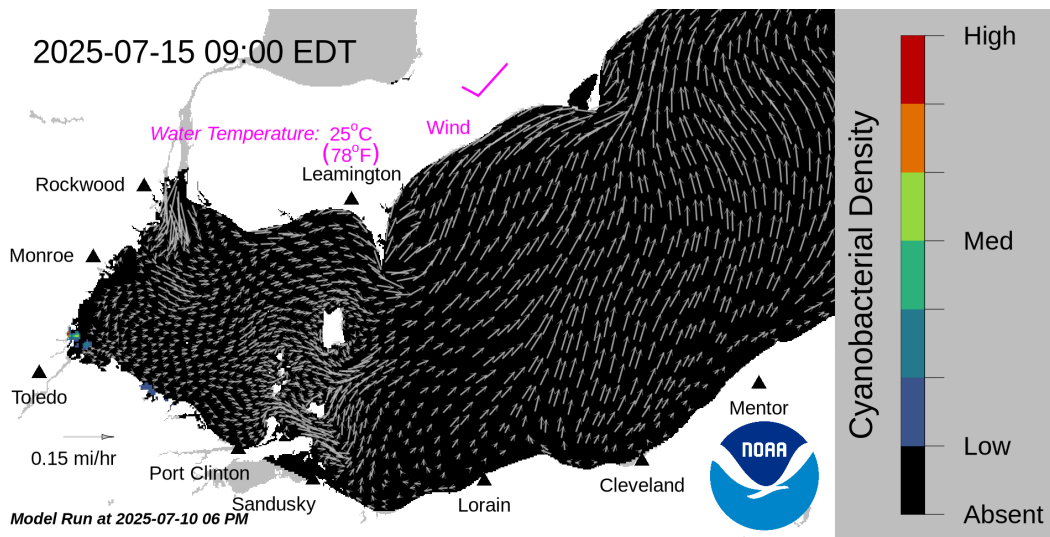 2025-07-15 09:00 EDT
Water Temperature: 25°C
(78°F)
Wind
Leamington
Rockwood
Monroe
Toledo
0.15 mi/hr
Port Clinton
Sandusky
Lorain
Cleveland
Mentor
NOAA
Model Run at 2025-07-10 06 PM
Cyanobacterial Density
High
Med
Low
Absent